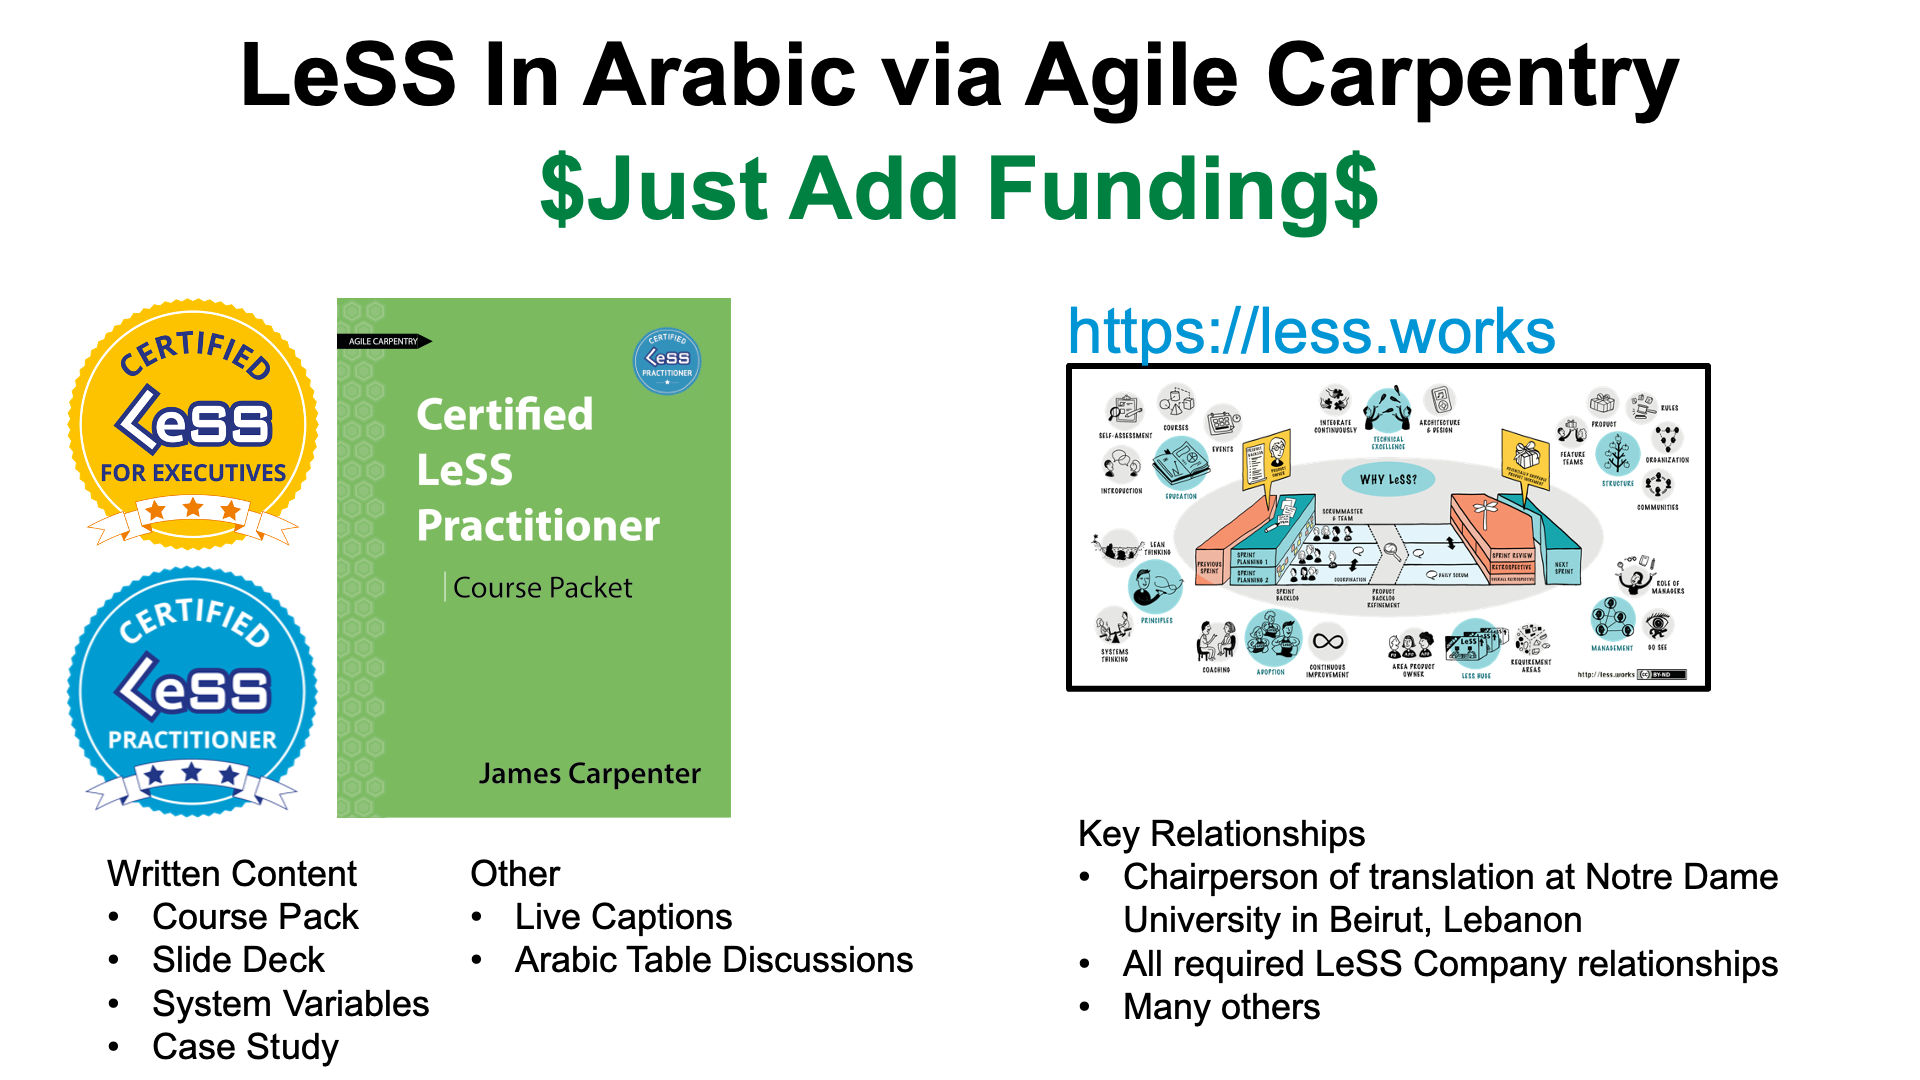 LeSS In Arabic via Agile Carpentry
$Just Add Funding$
CERTIFIED
LeSS
FOR EXECUTIVES
CERTIFIED
LeSS
PRACTITIONER
AGILE CARPENTRY
CERTIFIED
LeSS
PRACTITIONER
Certified
LeSS
Practitioner
Course Packet
James Carpenter
https://less.works
SELF-ASSESSMENT
COURSES
EVENTS
INTRODUCTION
EDUCATION
INTEGRATE
CONTINUOUSLY
TECHNICAL
EXCELLENCE
ARCHITECTURE
& DESIGN
PRODUCT
RULES
FEATURE
TEAMS
STRUCTURE
ORGANIZATION
COMMUNITIES
WHY LeSS?
SCRUMMASTER
& TEAM
LEAN
THINKING
PRINCIPLES
SYSTEMS
THINKING
PREVIOUS
SPRINT
SPRINT
PLANNING 1
SPRINT
PLANNING 2
SPRINT
BACKLOG
COORDINATION
PRODUCT
BACKLOG
REFINEMENT
DAILY SCRUM
SPRINT REVIEW
RETROSPECTIVE
OVERALL RETROSPECTIVE
NEXT
SPRINT
ROLE OF
MANAGERS
MANAGEMENT
GO SEE
COACHING
ADOPTION
CONTINUOUS
IMPROVEMENT
AREA PRODUCT
OWNER
LeSS
LESS HUGE
REQUIREMENT
AREAS
http://less.works
(cc) BY-ND
Written Content
• Course Pack
• Slide Deck
• System Variables
• Case Study
Other
• Live Captions
• Arabic Table Discussions
Key Relationships
• Chairperson of translation at Notre Dame
University in Beirut, Lebanon
• All required LeSS Company relationships
• Many others